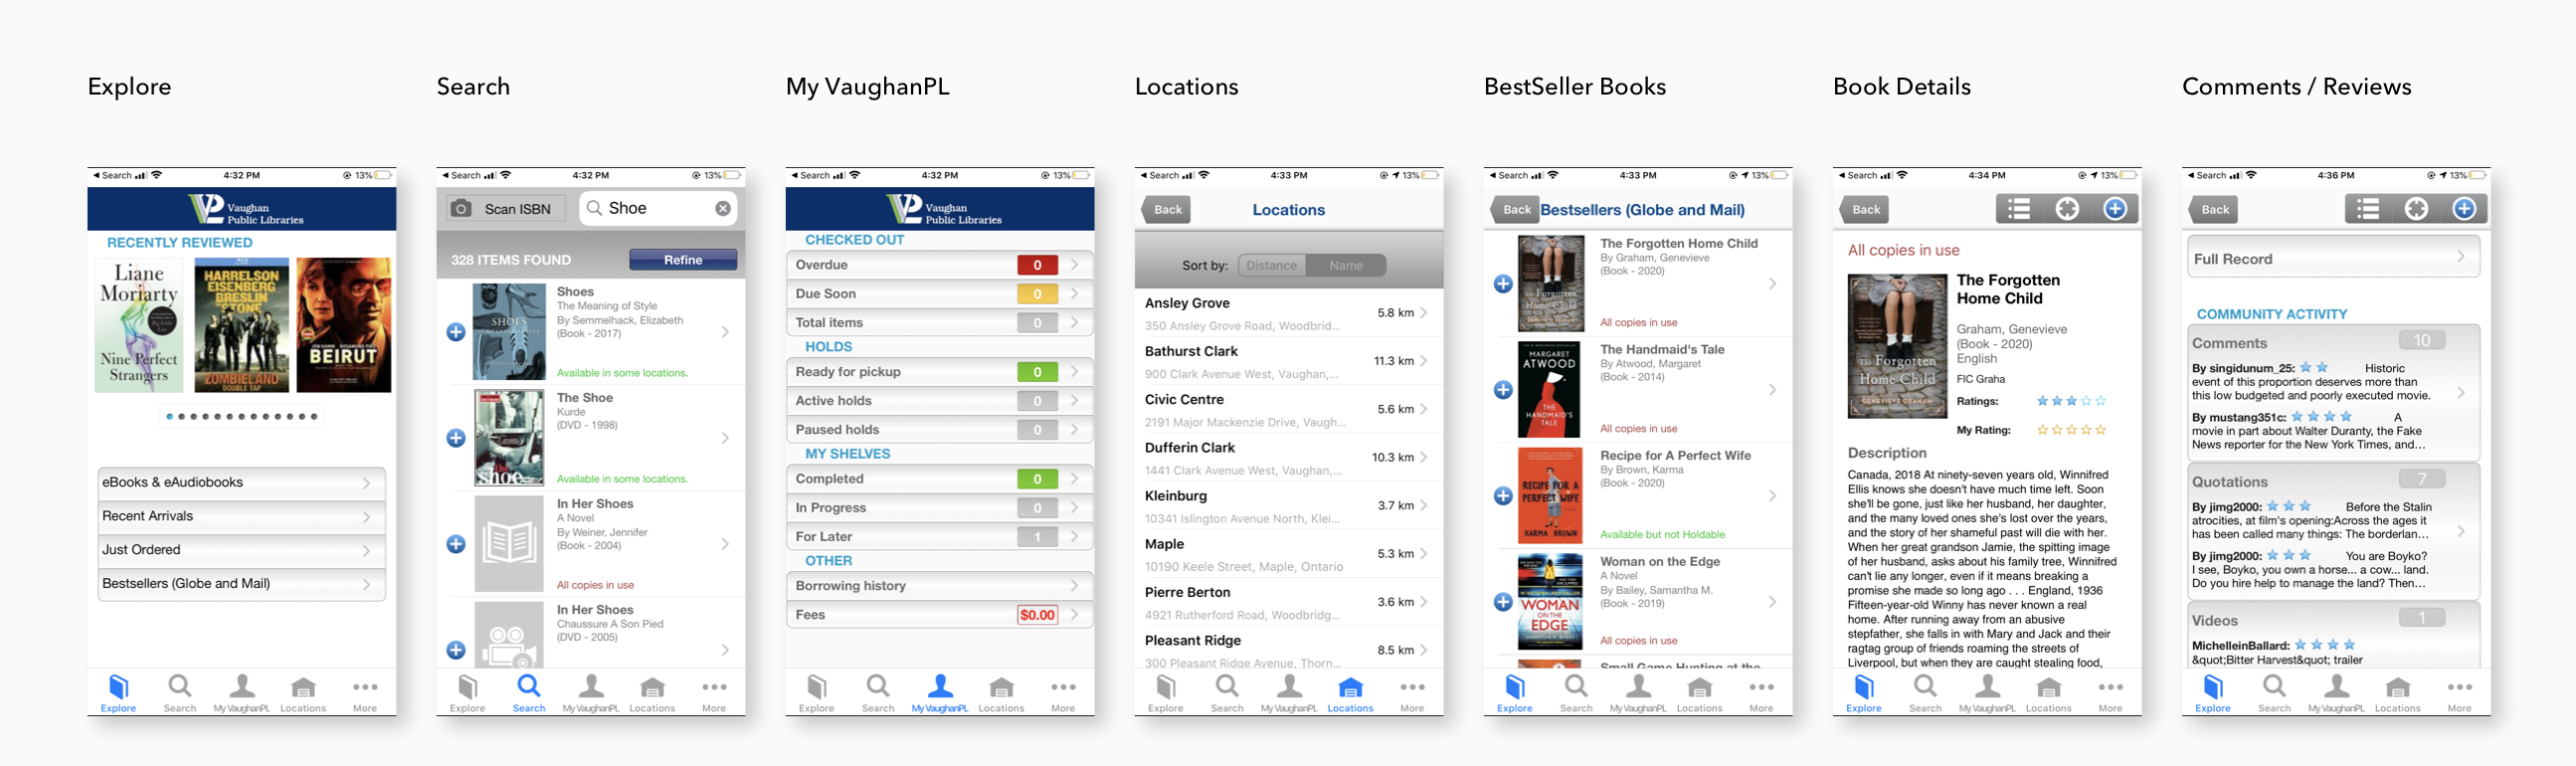 Explore
Search
My VaughanPL
Locations
BestSeller Books
Book Details
Comments / Reviews
Search
4:32 PM
13%
Vaughan
Public Libraries
RECENTLY REVIEWED
Liane
Moriarty
Nine Perfect
Strangers
HARRELSON
EISENBERG
BRESLIN
STONE
ZOMBIELAND
DOUBLE TAP
BEIRUT
eBooks & eAudiobooks
Recent Arrivals
Just Ordered
Bestsellers (Globe and Mail)
Explore
Search
My VaughanPL
Locations
More
Search
4:32 PM
13%
Scan ISBN
Shoe
328 ITEMS FOUND
Refine
SHOES
Shoes
The Meaning of Style
By Semmelhack, Elizabeth
(Book - 2017)
Available in some locations.
the
shoe
The Shoe
Kurde
(DVD - 1998)
Available in some locations.
In Her Shoes
A Novel
By Weiner, Jennifer
(Book - 2004)
All copies in use
In Her Shoes
Chaussure A Son Pied
(DVD - 2005)
Explore
Search
My VaughanPL
Locations
More
Search
4:32 PM
13%
Vaughan
Public Libraries
CHECKED OUT
Overdue 0
Due Soon 0
Total items 0
HOLDS
Ready for pickup 0
Active holds 0
Paused holds 0
MY SHELVES
Completed 0
In Progress 0
For Later 1
OTHER
Borrowing history
Fees $0.00
Explore
Search
My VaughanPL
Locations
More
Search
4:33 PM
13%
Back
Locations
Sort by: Distance Name
Ansley Grove
350 Ansley Grove Road, Woodbrid...
5.8 km
Bathurst Clark
900 Clark Avenue West, Vaughan,...
11.3 km
Civic Centre
2191 Major Mackenzie Drive, Vaugh...
5.6 km
Dufferin Clark
1441 Clark Avenue West, Vaughan,...
10.3 km
Kleinburg
10341 Islington Avenue North, Klei...
3.7 km
Maple
10190 Keele Street, Maple, Ontario
5.3 km
Pierre Berton
4921 Rutherford Road, Woodbridg...
3.6 km
Pleasant Ridge
300 Pleasant Ridge Avenue, Thorn...
8.5 km
Explore
Search
My VaughanPL
Locations
More
Search
4:33 PM
13%
Back
Bestsellers (Globe and Mail)
The Forgotten
Home Child
The Forgotten Home Child
By Graham, Genevieve
(Book - 2020)
All copies in use
MARGARET
ATWOOD
THE
HANDMAID'S
TALE
The Handmaid's Tale
By Atwood, Margaret
(Book - 2014)
All copies in use
RECIPE FOR A
PERFECT WIFE
KARMA BROWN
Recipe for A Perfect Wife
By Brown, Karma
(Book - 2020)
Available but not Holdable
WOMAN
ON THE
EDGE
Woman on the Edge
A Novel
By Bailey, Samantha M.
(Book - 2019)
All copies in use
Small Game Hunting at the
Explore
Search
My VaughanPL
Locations
More
Search
4:34 PM
13%
Back
All copies in use
The Forgotten
Home Child
GENEVIEVE GRAHAM
The Forgotten
Home Child
Graham, Genevieve
(Book - 2020)
English
FIC Graha
Ratings:
My Rating:
Description
Canada, 2018 At ninety-seven years old, Winnifred
Ellis knows she doesn't have much time left. Soon
she'll be gone, just like her husband, her daughter,
and the many loved ones she's lost over the years,
and the story of her shameful past will die with her.
When her great grandson Jamie, the spitting image
of her husband, asks about his family tree, Winnifred
can't lie any longer, even if it means breaking a
promise she made so long ago . . . England, 1936
Fifteen-year-old Winny has never known a real
home. After running away from an abusive
stepfather, she falls in with Mary and Jack and their
ragtag group of friends roaming the streets of
Liverpool, but when they are caught stealing food,
Explore
Search
My VaughanPL
Locations
More
Search
4:36 PM
13%
Back
Full Record
COMMUNITY ACTIVITY
Comments 10
By singidunum_25: Historic
event of this proportion deserves more than
this low budgeted and poorly executed movie.
By mustang351c: A
movie in part about Walter Duranty, the Fake
News reporter for the New York Times, and...
Quotations 7
By jimg2000: Before the Stalin
atrocities, at film's opening:Across the ages it
has been called many things: The borderlan...
By jimg2000: You are Boyko?
I see, Boyko, you own a horse... a cow... land.
Do you hire help to manage the land? Then...
Videos 1
MichelleinBallard:
&quot;Bitter Harvest&quot; trailer
Explore
Search
My VaughanPL
Locations
More